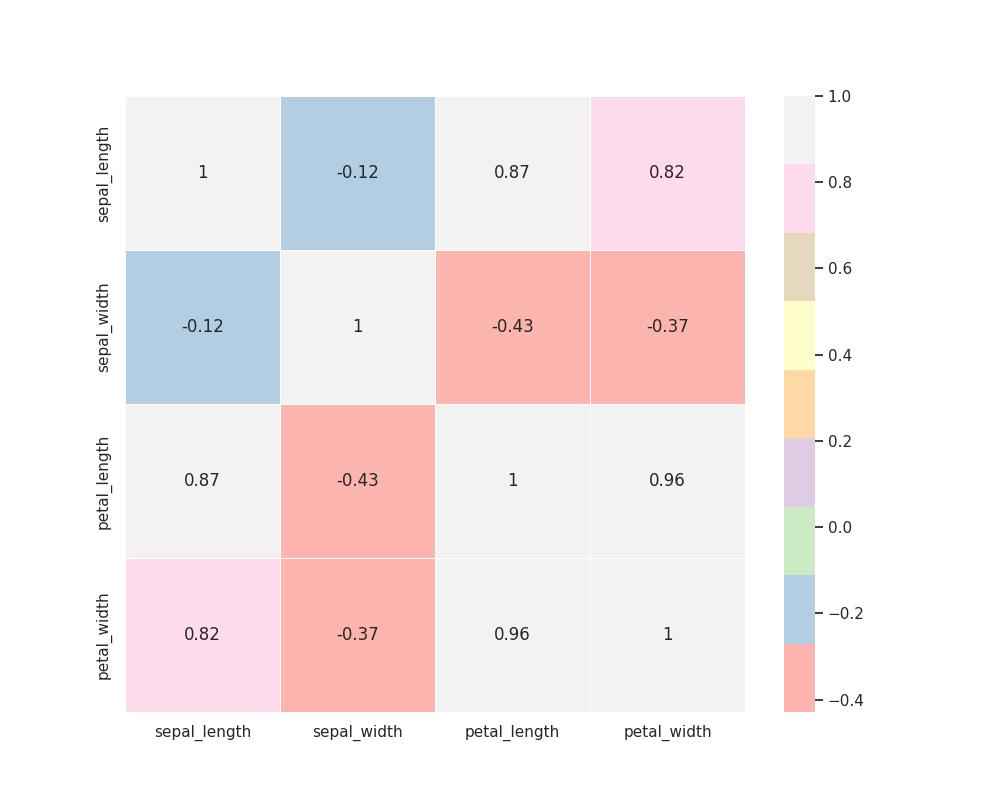 1.0
sepal_length 1 -0.12 0.87 0.82
0.8
0.6
sepal_width -0.12 1 -0.43 -0.37
0.4
0.2
petal_length 0.87 -0.43 1 0.96
0.0
−0.2
petal_width 0.82 -0.37 0.96 1
−0.4
sepal_length sepal_width petal_length petal_width